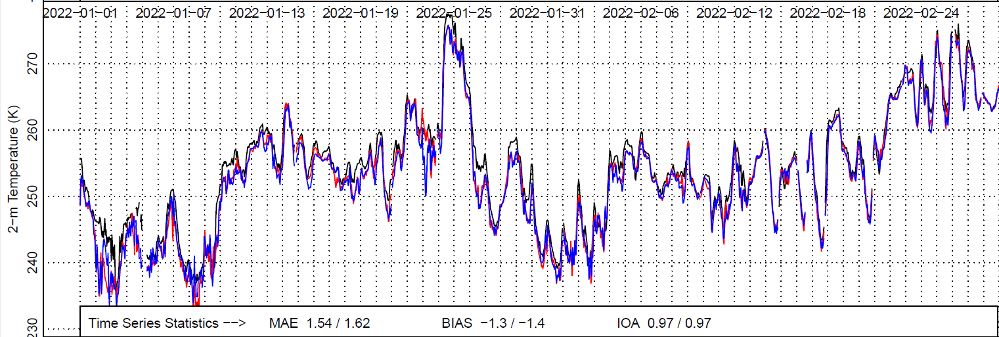 2022−01−01 2022−01−07 2022−01−13 2022−01−19 2022−01−25 2022−01−31 2022−02−06 2022−02−12 2022−02−18 2022−02−24
2−m Temperature (K)
270
260
250
240
230
Time Series Statistics −−> MAE 1.54 / 1.62 BIAS −1.3 / −1.4 IOA 0.97 / 0.97